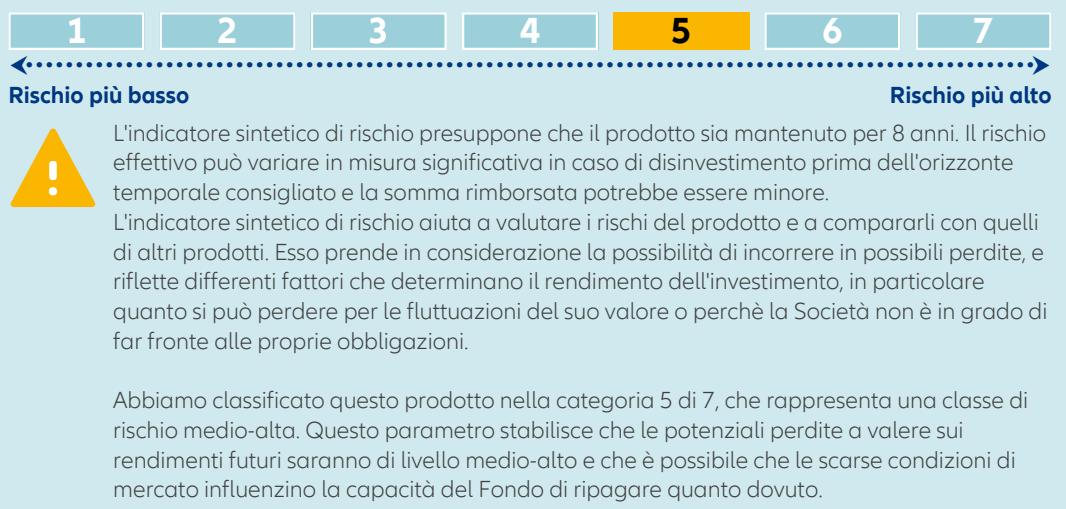 1 2 3 4 5 6 7
Rischio più basso Rischio più alto
L'indicatore sintetico di rischio presuppone che il prodotto sia mantenuto per 8 anni. Il rischio
effettivo può variare in misura significativa in caso di disinvestimento prima dell'orizzonte
temporale consigliato e la somma rimborsata potrebbe essere minore.
L'indicatore sintetico di rischio aiuta a valutare i rischi del prodotto e a compararli con quelli
di altri prodotti. Esso prende in considerazione la possibilità di incorrere in possibili perdite, e
riflette differenti fattori che determinano il rendimento dell'investimento, in particolare
quanto si può perdere per le fluttuazioni del suo valore o perchè la Società non è in grado di
far fronte alle proprie obbligazioni.
Abbiamo classificato questo prodotto nella categoria 5 di 7, che rappresenta una classe di
rischio medio-alta. Questo parametro stabilisce che le potenziali perdite a valere sui
rendimenti futuri saranno di livello medio-alto e che è possibile che le scarse condizioni di
mercato influenzino la capacità del Fondo di ripagare quanto dovuto.